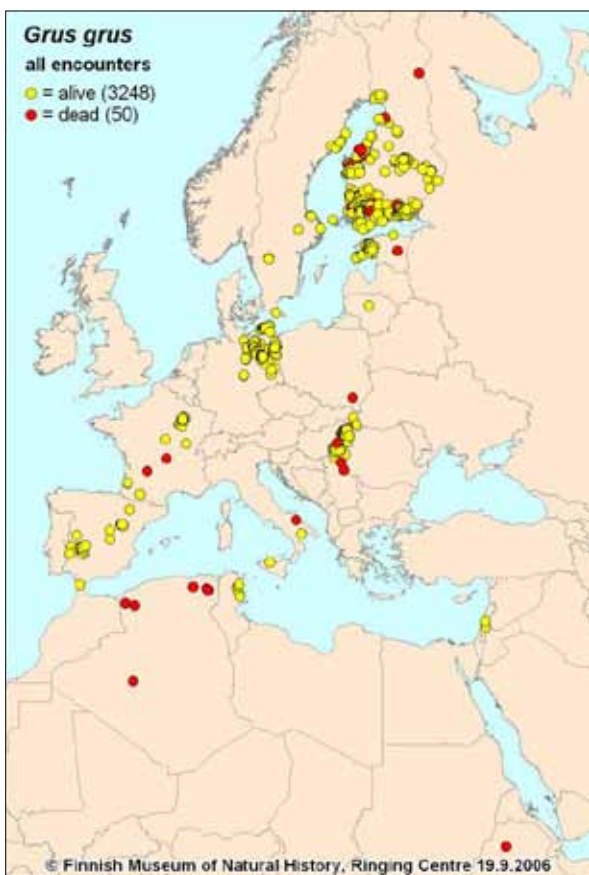 Grus grus
all encounters
= alive (3248)
= dead (50)
© Finnish Museum of Natural History, Ringing Centre 19.9.2006